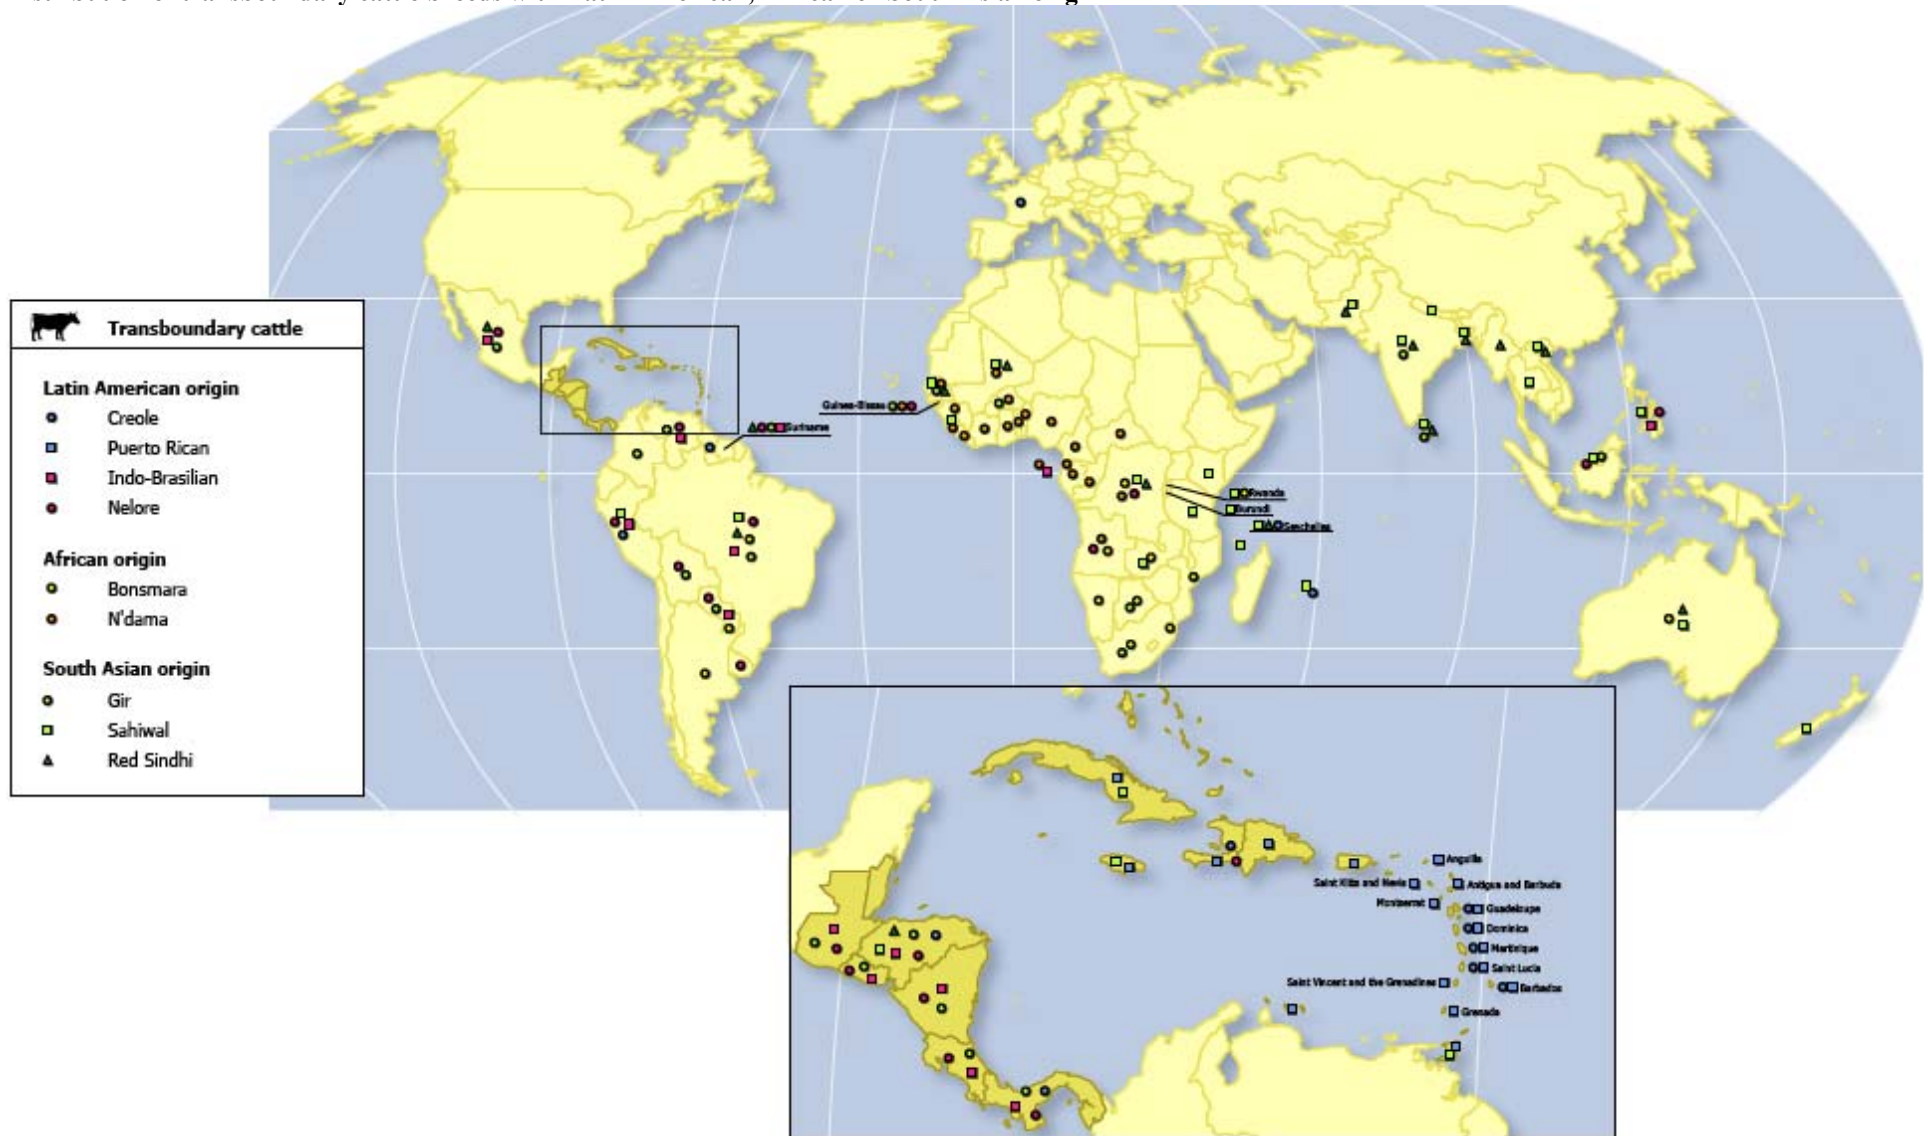 Transboundary cattle
Latin American origin
Creole
Puerto Rican
Indo-Brasilian
Nelore
African origin
Bonsmara
N'dama
South Asian origin
Gir
Sahiwal
Red Sindhi
Guinea-Bissau
Suriname
Rwanda
Burundi
Seychelles
Anguilla
Saint Kitts and Nevis
Antigua and Barbuda
Montserrat
Guadeloupe
Dominica
Martinique
Saint Lucia
Saint Vincent and the Grenadines
Barbados
Grenada